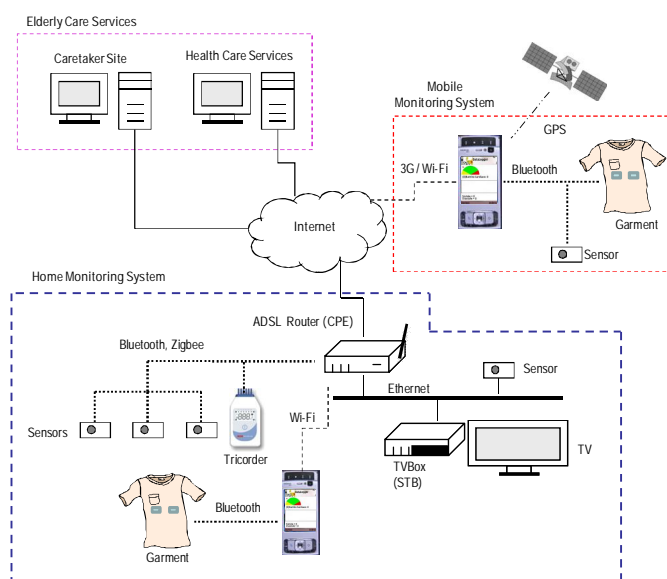 Elderly Care Services
Caretaker Site
Health Care Services
Mobile
Monitoring System
GPS
3G / Wi-Fi
Bluetooth
Garment
Internet
Sensor
Home Monitoring System
ADSL Router (CPE)
Bluetooth, Zigbee
Ethernet
Sensor
Wi-Fi
Sensors
Tricorder
TVBox
(STB)
TV
Bluetooth
Garment